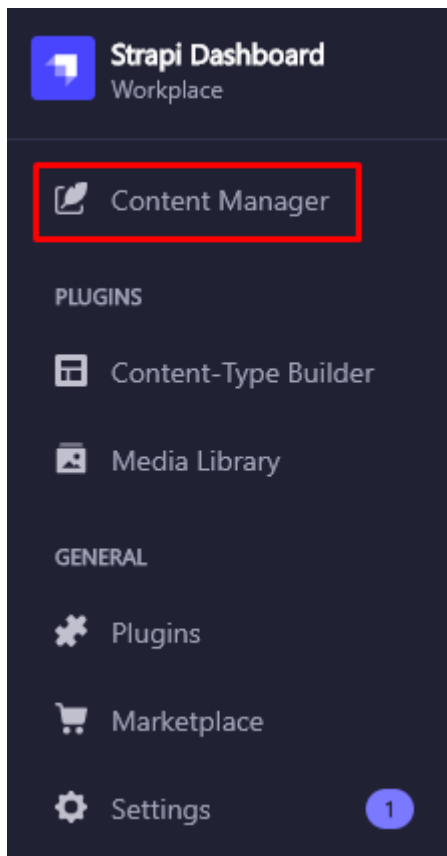 Strapi Dashboard
Workplace
Content Manager
PLUGINS
Content-Type Builder
Media Library
GENERAL
Plugins
Marketplace
Settings 1